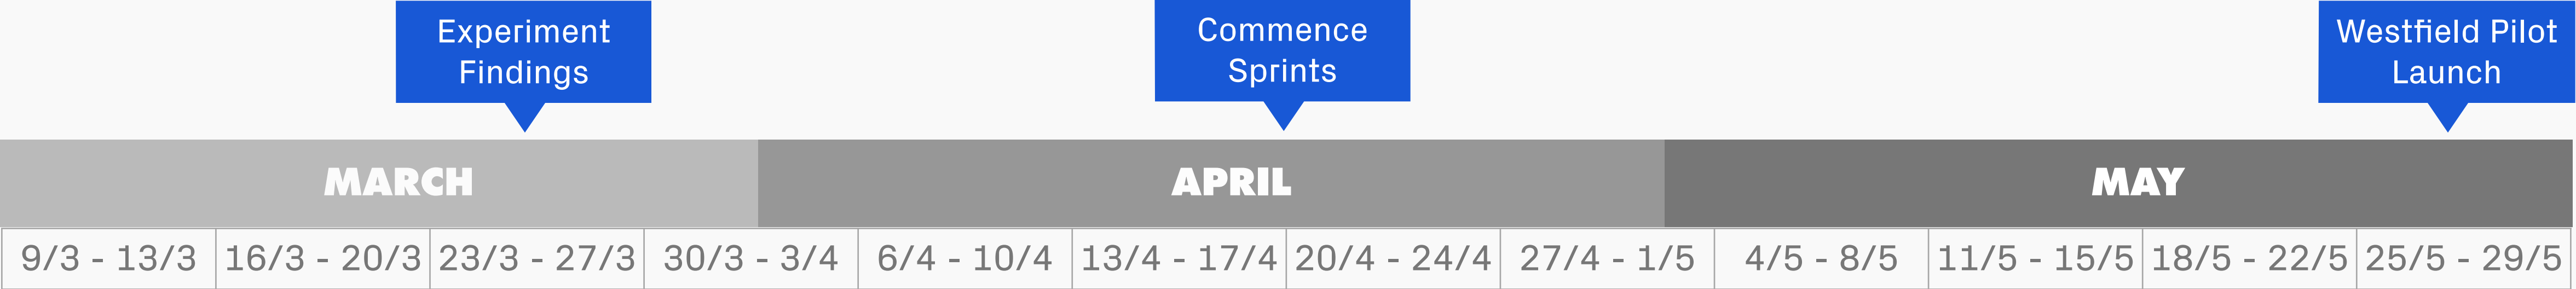 Experiment
Findings
Commence
Sprints
Westfield Pilot
Launch
MARCH
APRIL
MAY
9/3 - 13/3
16/3 - 20/3
23/3 - 27/3
30/3 - 3/4
6/4 - 10/4
13/4 - 17/4
20/4 - 24/4
27/4 - 1/5
4/5 - 8/5
11/5 - 15/5
18/5 - 22/5
25/5 - 29/5